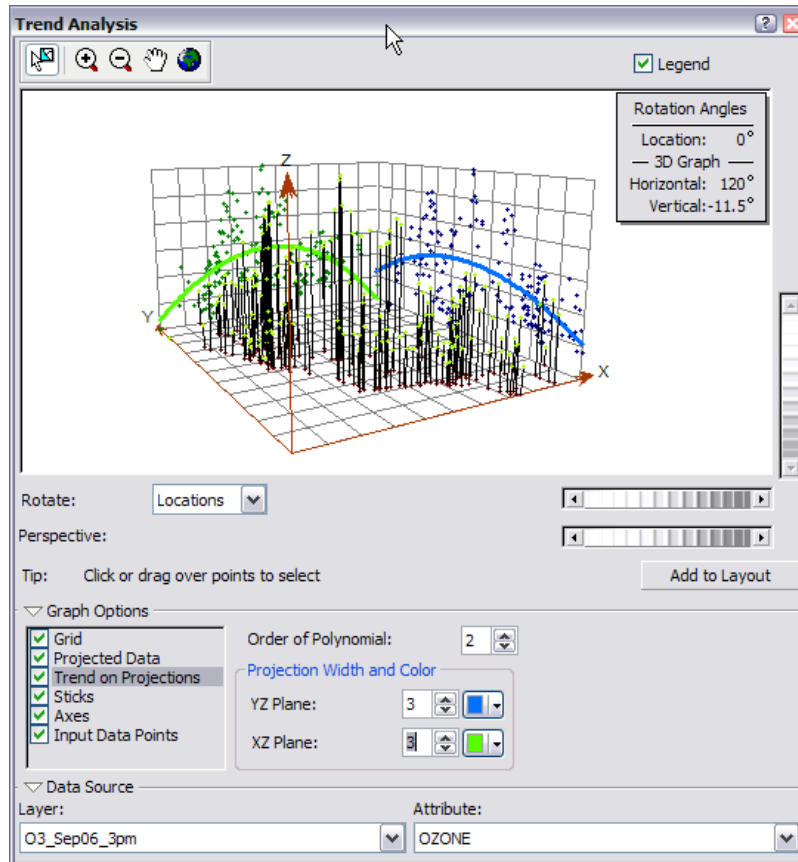 Trend Analysis
Legend
Rotation Angles
Location: 0°
3D Graph
Horizontal: 120°
Vertical:-11.5°
Z
Y
X
Rotate: Locations
Perspective:
Tip: Click or drag over points to select Add to Layout
Graph Options
Grid
Projected Data
Trend on Projections
Sticks
Axes
Input Data Points
Order of Polynomial: 2
Projection Width and Color
YZ Plane: 3
XZ Plane: 3
Data Source
Layer: Attribute:
O3_Sep06_3pm OZONE